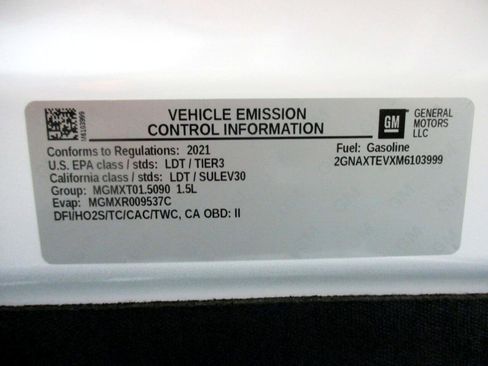 M6103999
VEHICLE EMISSION
CONTROL INFORMATION
GM
GENERAL
MOTORS
LLC
Conforms to Regulations: 2021
Fuel: Gasoline
U.S. EPA class / stds: LDT / TIER3
2GNAXTEVXM6103999
California class / stds: LDT / SULEV30
Group: MGMXT01.5090 1.5L
Evap: MGMXR009537C
DFI/HO2S/TC/CAC/TWC, CA OBD: II